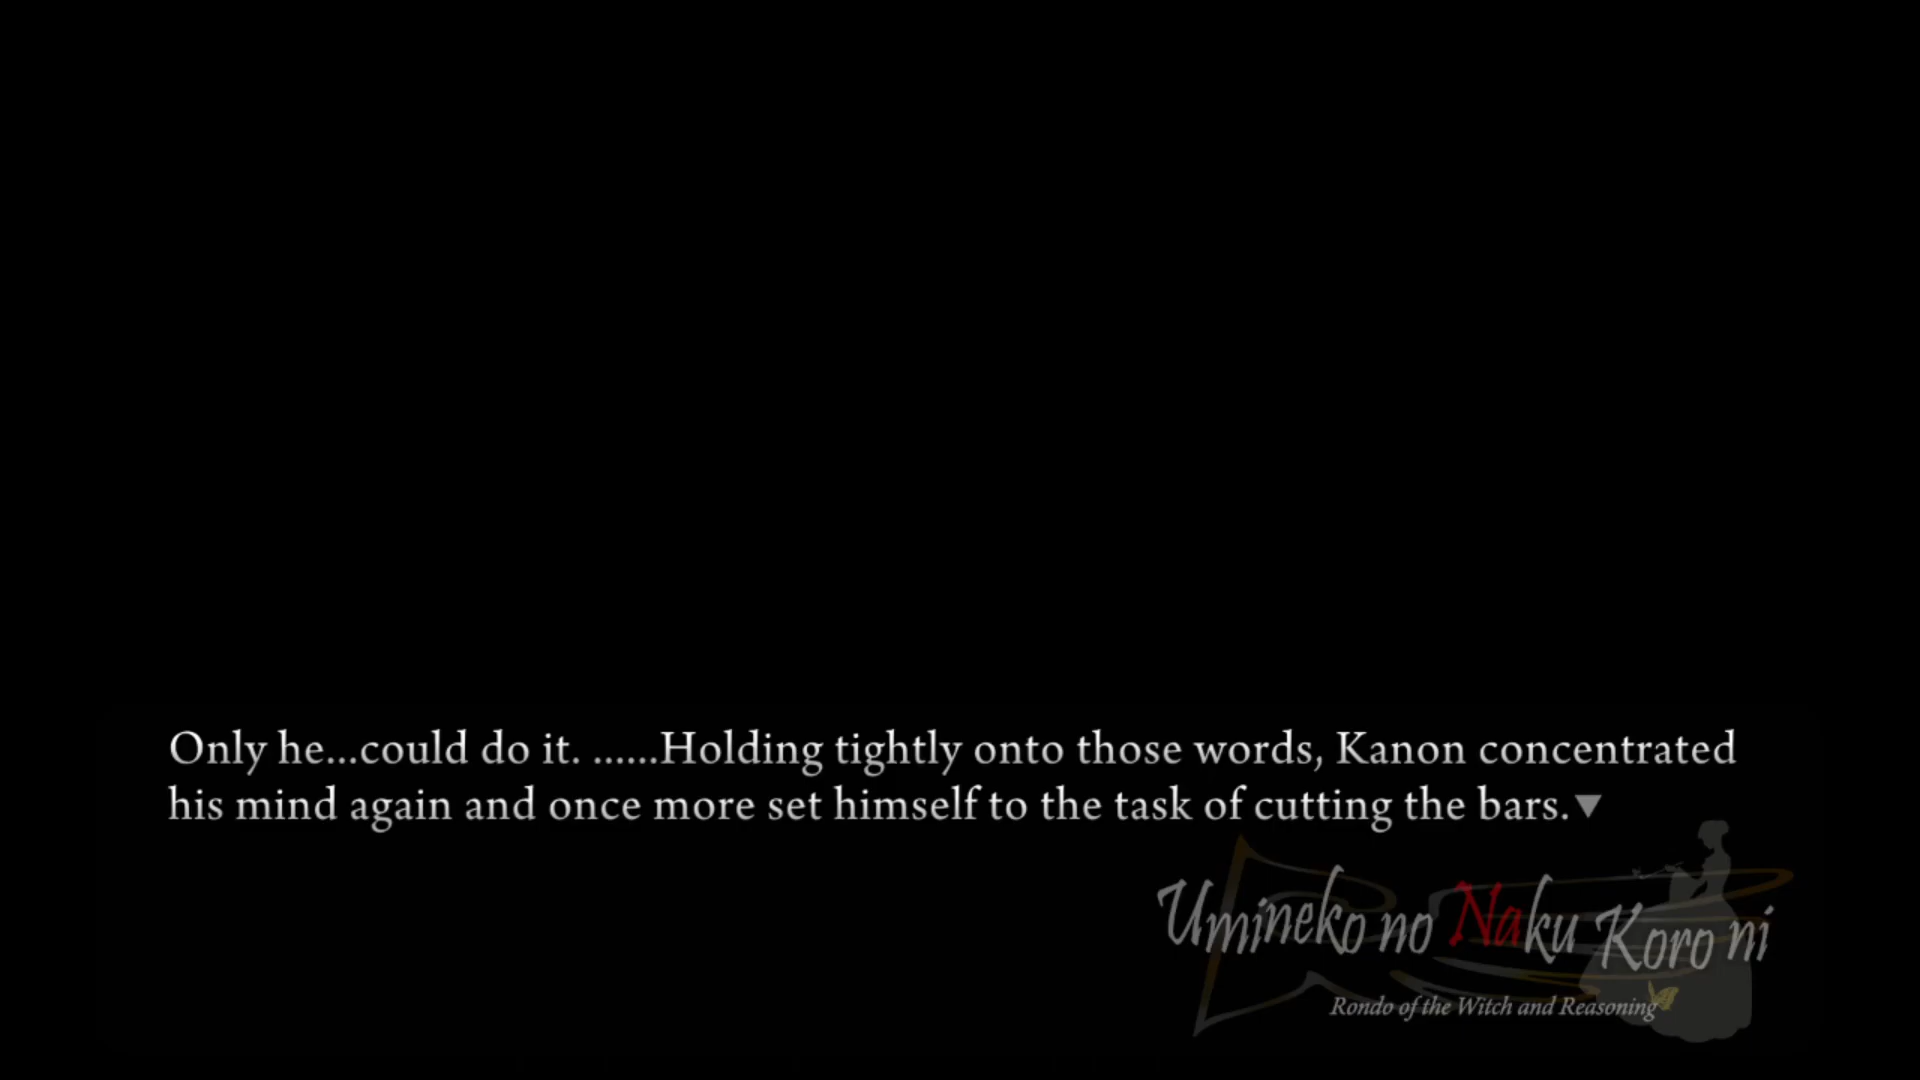 Only he...could do it. ......Holding tightly onto those words, Kanon concentrated
his mind again and once more set himself to the task of cutting the bars.▼
Umineko no Naku Koro ni
Rondo of the Witch and Reasoning